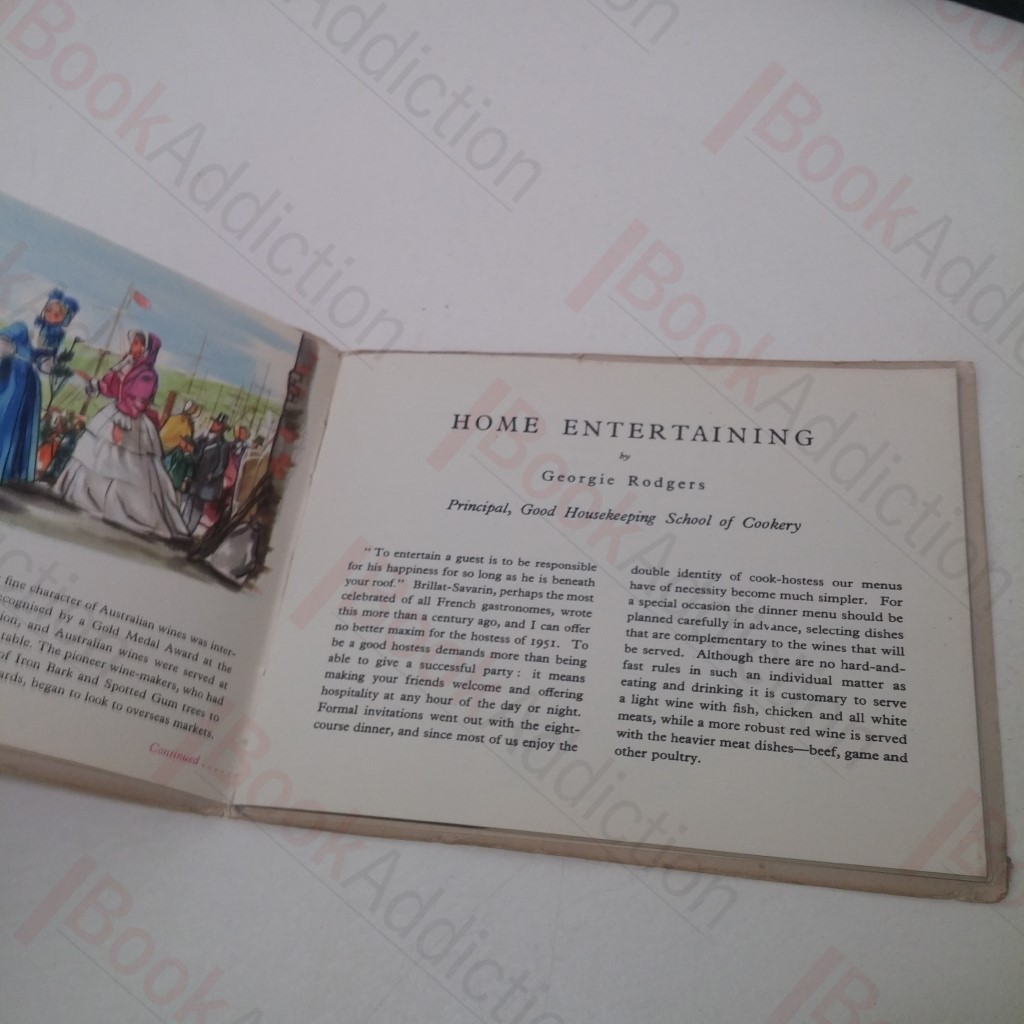 fine character of Australian wines was inter-
recognised by a Gold Medal Award at the
and Australian wines were served at
table. The pioneer wine-makers, who had
of Iron Bark and Spotted Gum trees to
began to look to overseas markets.
Continued
HOME ENTERTAINING
by
Georgie Rodgers
Principal, Good Housekeeping School of Cookery
"To entertain a guest is to be responsible
for his happiness for so long as he is beneath
your roof." Brillat-Savarin, perhaps the most
celebrated of all French gastronomes, wrote
this more than a century ago, and I can offer
no better maxim for the hostess of 1951. To
be a good hostess demands more than being
able to give a successful party : it means
making your friends welcome and offering
hospitality at any hour of the day or night.
Formal invitations went out with the eight-
course dinner, and since most of us enjoy the
double identity of cook-hostess our menus
have of necessity become much simpler. For
a special occasion the dinner menu should be
planned carefully in advance, selecting dishes
that are complementary to the wines that will
be served. Although there are no hard-and-
fast rules in such an individual matter as
eating and drinking it is customary to serve
a light wine with fish, chicken and all white
meats, while a more robust red wine is served
with the heavier meat dishes—beef, game and
other poultry.
BookAddiction